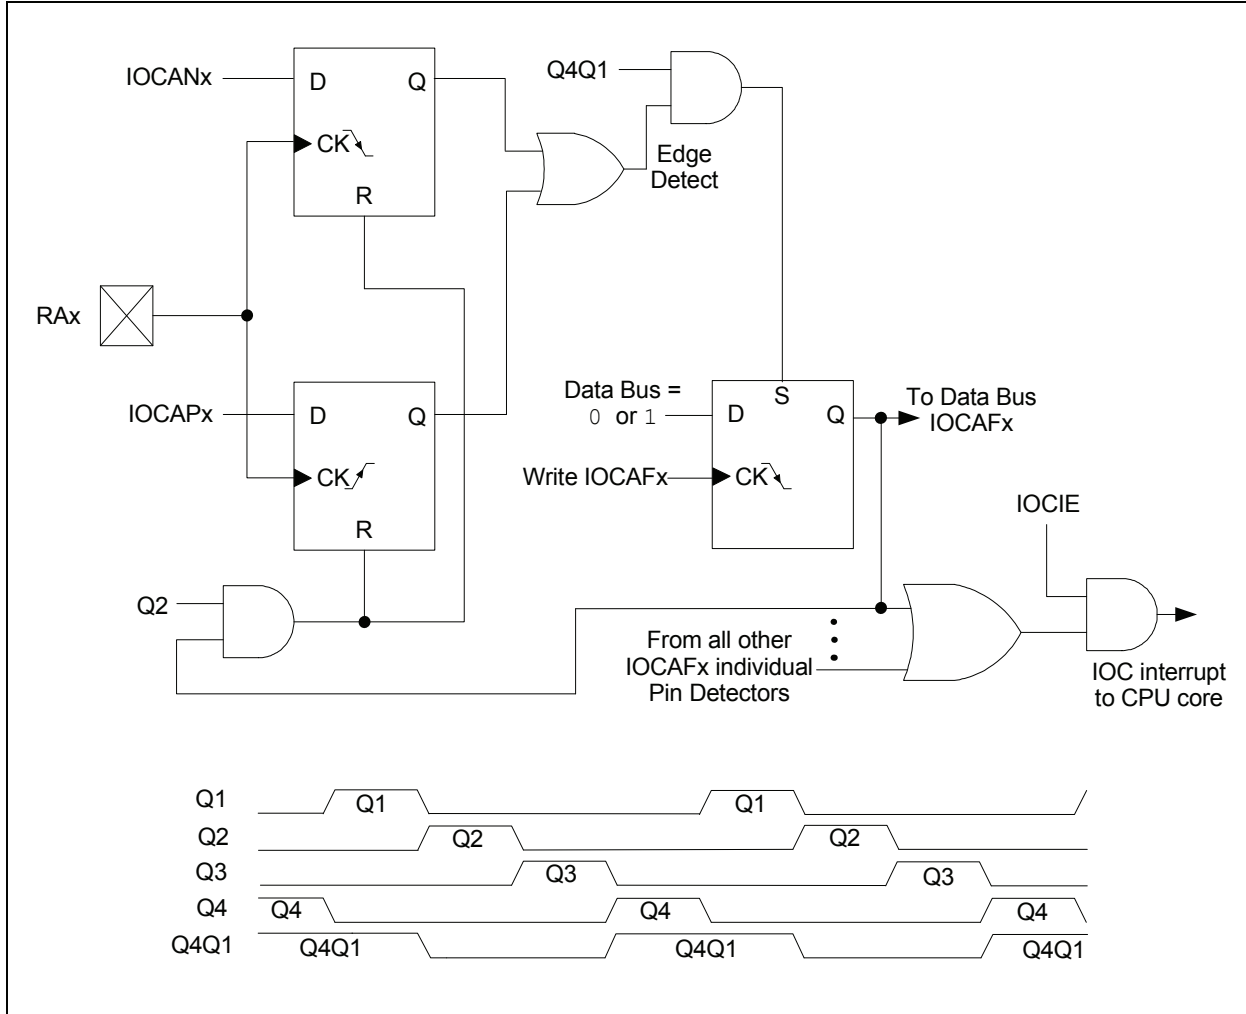 IOCANx
D
Q
CK
R
Q4Q1
Edge
Detect
RAx
IOCAPx
D
Q
CK
R
Data Bus =
0 or 1
S
D
Q
To Data Bus
IOCAFx
Write IOCAFx
CK
IOCIE
Q2
From all other
IOCAFx individual
Pin Detectors
IOC interrupt
to CPU core
Q1 Q1 Q1
Q2 Q2 Q2
Q3 Q3 Q3
Q4 Q4 Q4 Q4
Q4Q1 Q4Q1 Q4Q1 Q4Q1